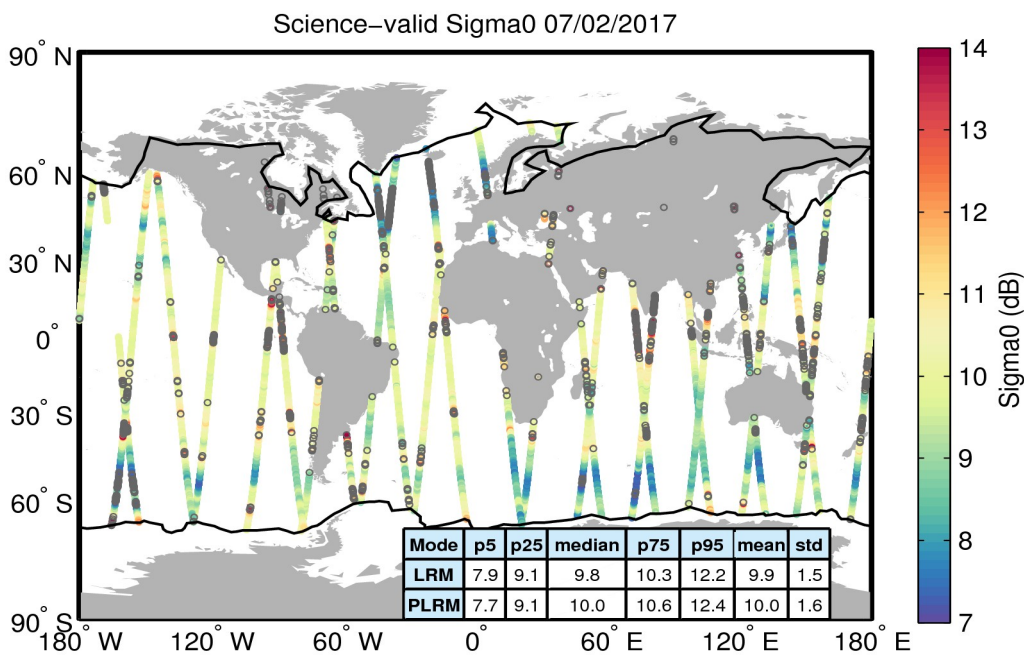 Science-valid Sigma0 07/02/2017
90° N
60° N
30° N
0°
30° S
60° S
90° S
180° W 120° W 60° W 0° 60° E 120° E 180° E
Mode p5 p25 median p75 p95 mean std
LRM 7.9 9.1 9.8 10.3 12.2 9.9 1.5
PLRM 7.7 9.1 10.0 10.6 12.4 10.0 1.6
14
13
12
11
10
9
8
7
Sigma0 (dB)